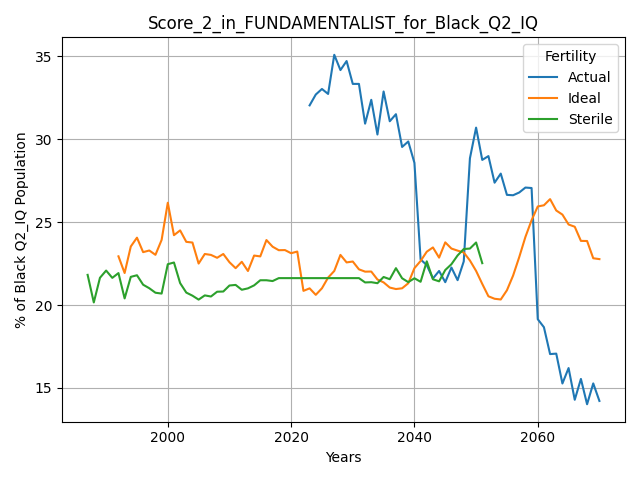 Score_2_in_FUNDAMENTALIST_for_Black_Q2_IQ
Fertility
Actual
Ideal
Sterile
% of Black Q2_IQ Population
35
30
25
20
15
2000
2020
2040
2060
Years